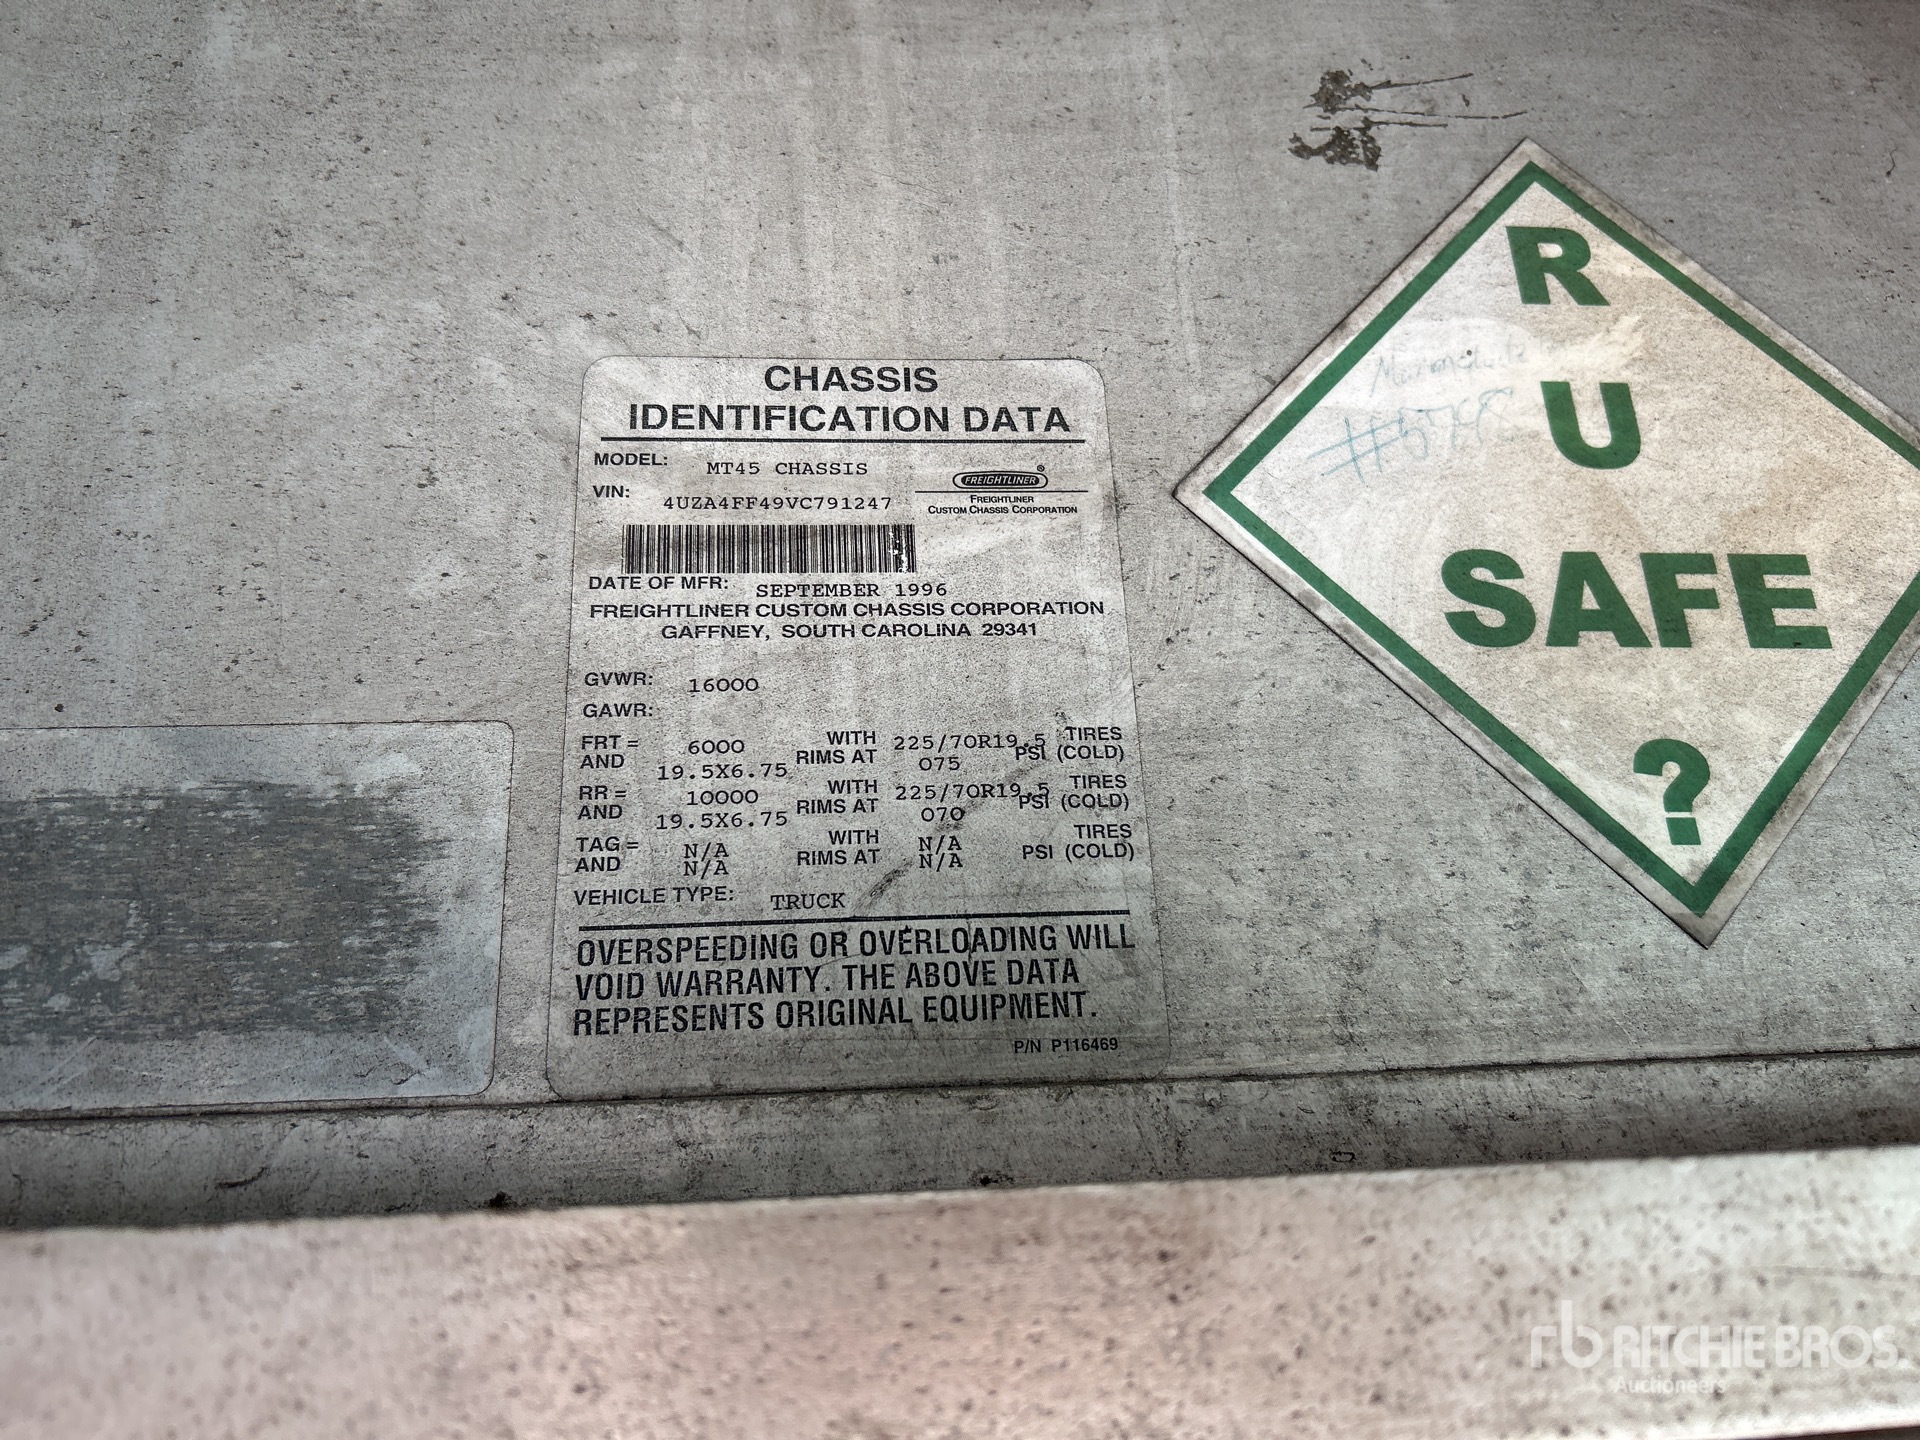 CHASSIS
IDENTIFICATION DATA
MODEL: MT45 CHASSIS
VIN: 4UZA4FF49VC791247
FREIGHTLINER®
FREIGHTLINER
CUSTOM CHASSIS CORPORATION
DATE OF MFR: SEPTEMBER 1996
FREIGHTLINER CUSTOM CHASSIS CORPORATION
GAFFNEY, SOUTH CAROLINA 29341
GVWR: 16000
GAWR:
FRT = 6000 WITH 225/70R19.5 TIRES
AND 19.5X6.75 RIMS AT 075 PSI (COLD)
RR = 10000 WITH 225/70R19.5 TIRES
AND 19.5X6.75 RIMS AT 070 PSI (COLD)
TAG = N/A WITH N/A TIRES
AND N/A RIMS AT N/A PSI (COLD)
VEHICLE TYPE: TRUCK
OVERSPEEDING OR OVERLOADING WILL
VOID WARRANTY. THE ABOVE DATA
REPRESENTS ORIGINAL EQUIPMENT.
P/N P116469
R
U
SAFE
?
rb RITCHIE BROS.
Auctioneers